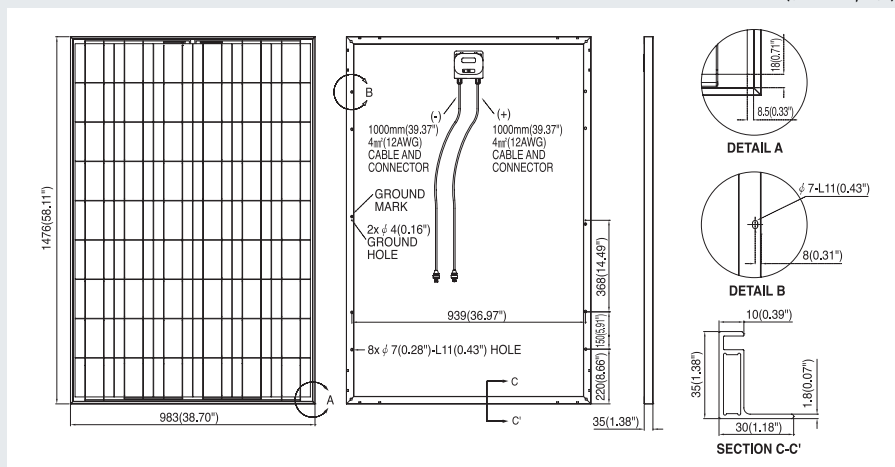 1476(58.11")
983(38.70")
A
B
(-)
1000mm(39.37")
4㎟(12AWG)
CABLE AND
CONNECTOR
(+)
1000mm(39.37")
4㎟(12AWG)
CABLE AND
CONNECTOR
GROUND
MARK
2x ϕ 4(0.16")
GROUND
HOLE
939(36.97")
8x ϕ 7(0.28")-L11(0.43") HOLE
368(14.49")
150(5.91")
220(8.66")
C
C'
35(1.38")
18(0.71")
8.5(0.33")
DETAIL A
ϕ 7-L11(0.43")
8(0.31")
DETAIL B
10(0.39")
35(1.38")
1.8(0.07")
30(1.18")
SECTION C-C'